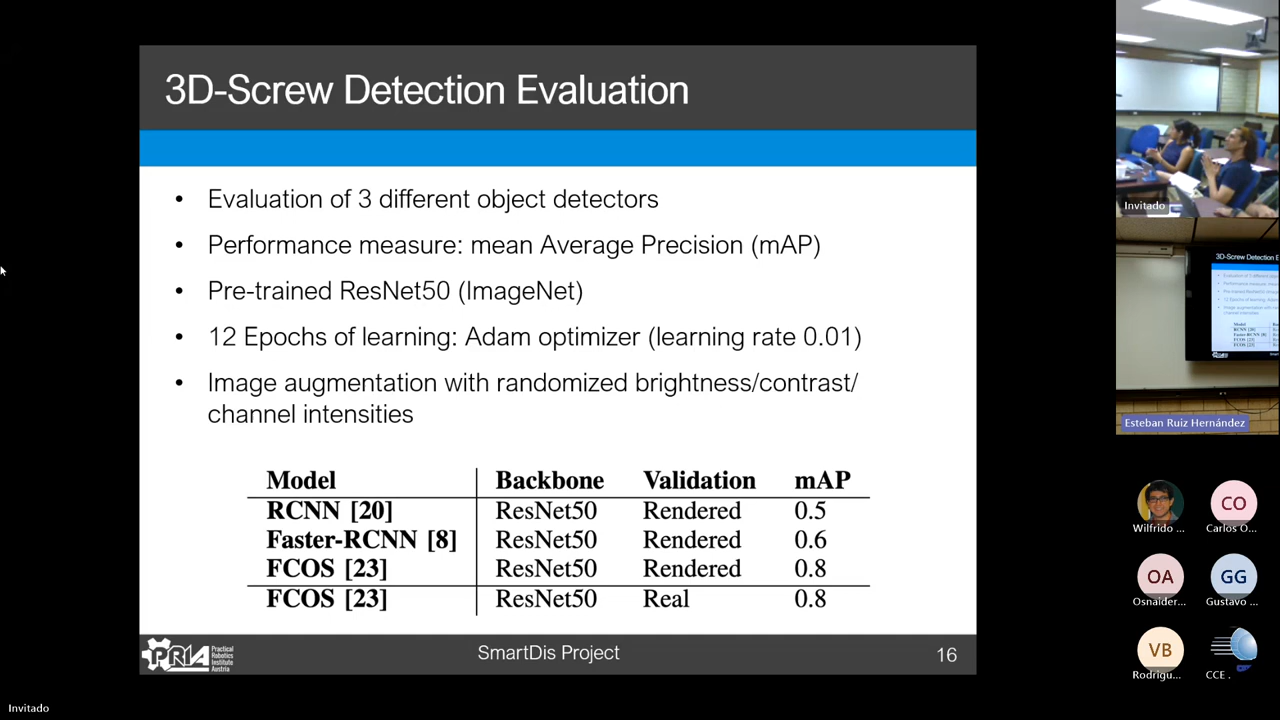 3D-Screw Detection Evaluation
• Evaluation of 3 different object detectors
• Performance measure: mean Average Precision (mAP)
• Pre-trained ResNet50 (ImageNet)
• 12 Epochs of learning: Adam optimizer (learning rate 0.01)
• Image augmentation with randomized brightness/contrast/
channel intensities
Model Backbone Validation mAP
RCNN [20] ResNet50 Rendered 0.5
Faster-RCNN [8] ResNet50 Rendered 0.6
FCOS [23] ResNet50 Rendered 0.8
FCOS [23] ResNet50 Real 0.8
PRIA
Practical
Robotics
Institute
Austria
SmartDis Project
16
Invitado
Invitado
3D-Screw Detection E
Esteban Ruíz Hernández
CO
Wilfrido ... Carlos O...
OA GG
Osnaider... Gustavo ...
VB
Rodrigu... CCE .